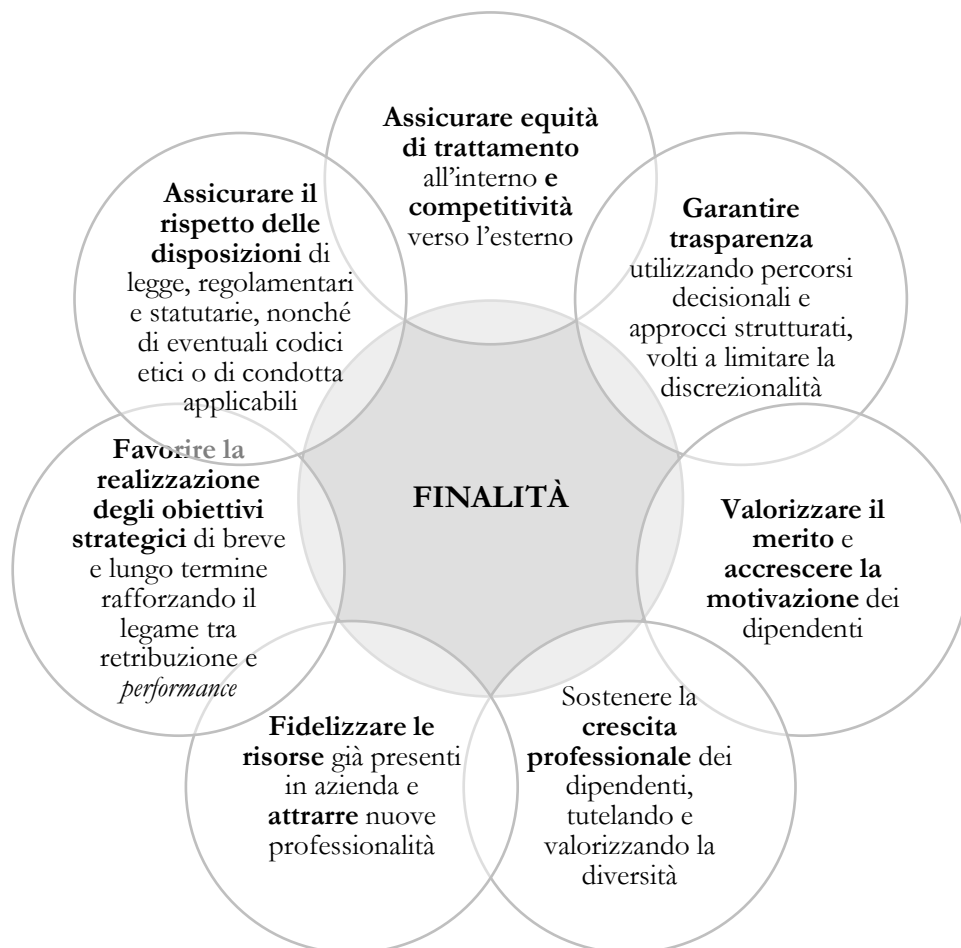 Assicurare equità
di trattamento
all’interno e
competitività
verso l’esterno
Garantire
trasparenza
utilizzando percorsi
decisionali e
approcci strutturati,
volti a limitare la
discrezionalità
Valorizzare il
merito e
accrescere la
motivazione dei
dipendenti
Sostenere la
crescita
professionale dei
dipendenti,
tutelando e
valorizzando la
diversità
Fidelizzare le
risorse già presenti
in azienda e
attrarre nuove
professionalità
Favorire la
realizzazione
degli obiettivi
strategici di breve
e lungo termine
rafforzando il
legame tra
retribuzione e
performance
Assicurare il
rispetto delle
disposizioni di
legge, regolamentari
e statutarie, nonché
di eventuali codici
etici o di condotta
applicabili
FINALITÀ